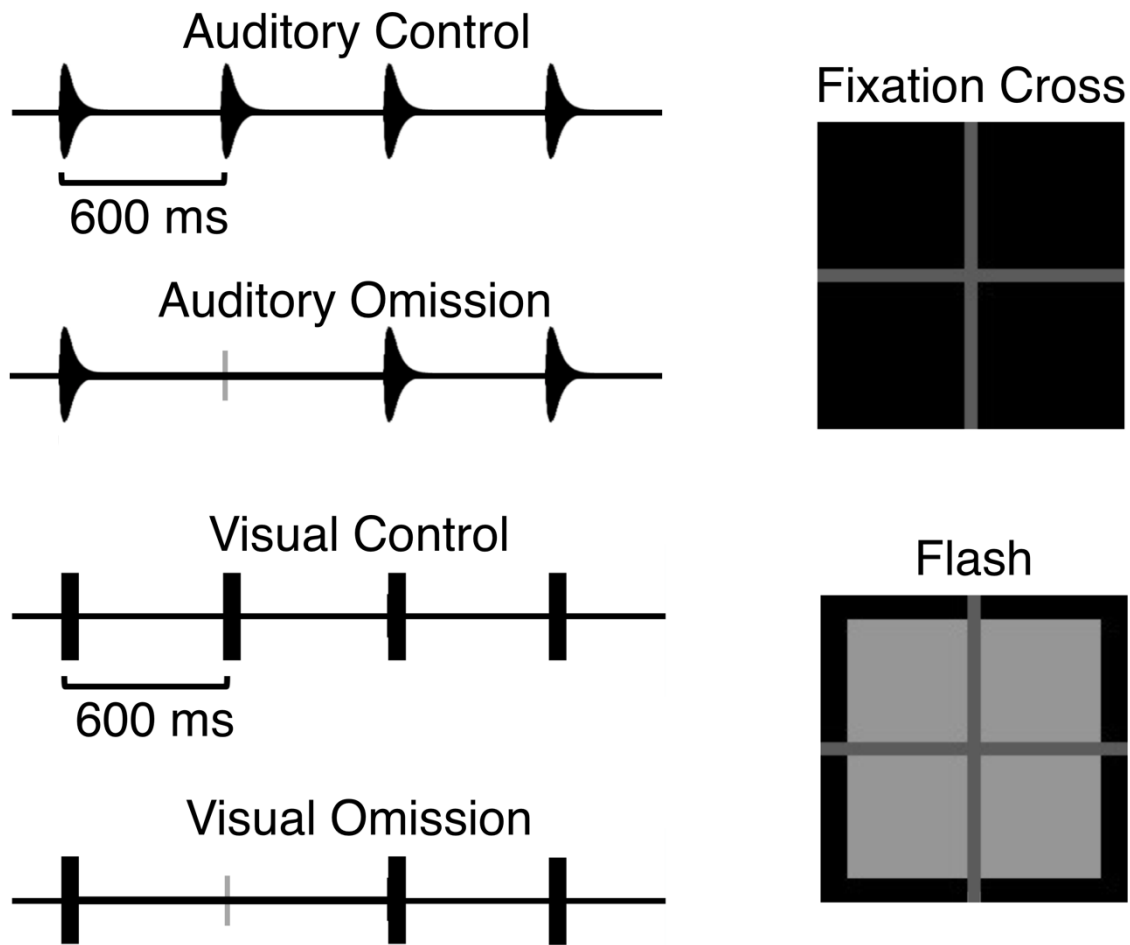 Auditory Control
600 ms
Auditory Omission
Visual Control
600 ms
Visual Omission
Fixation Cross
Flash